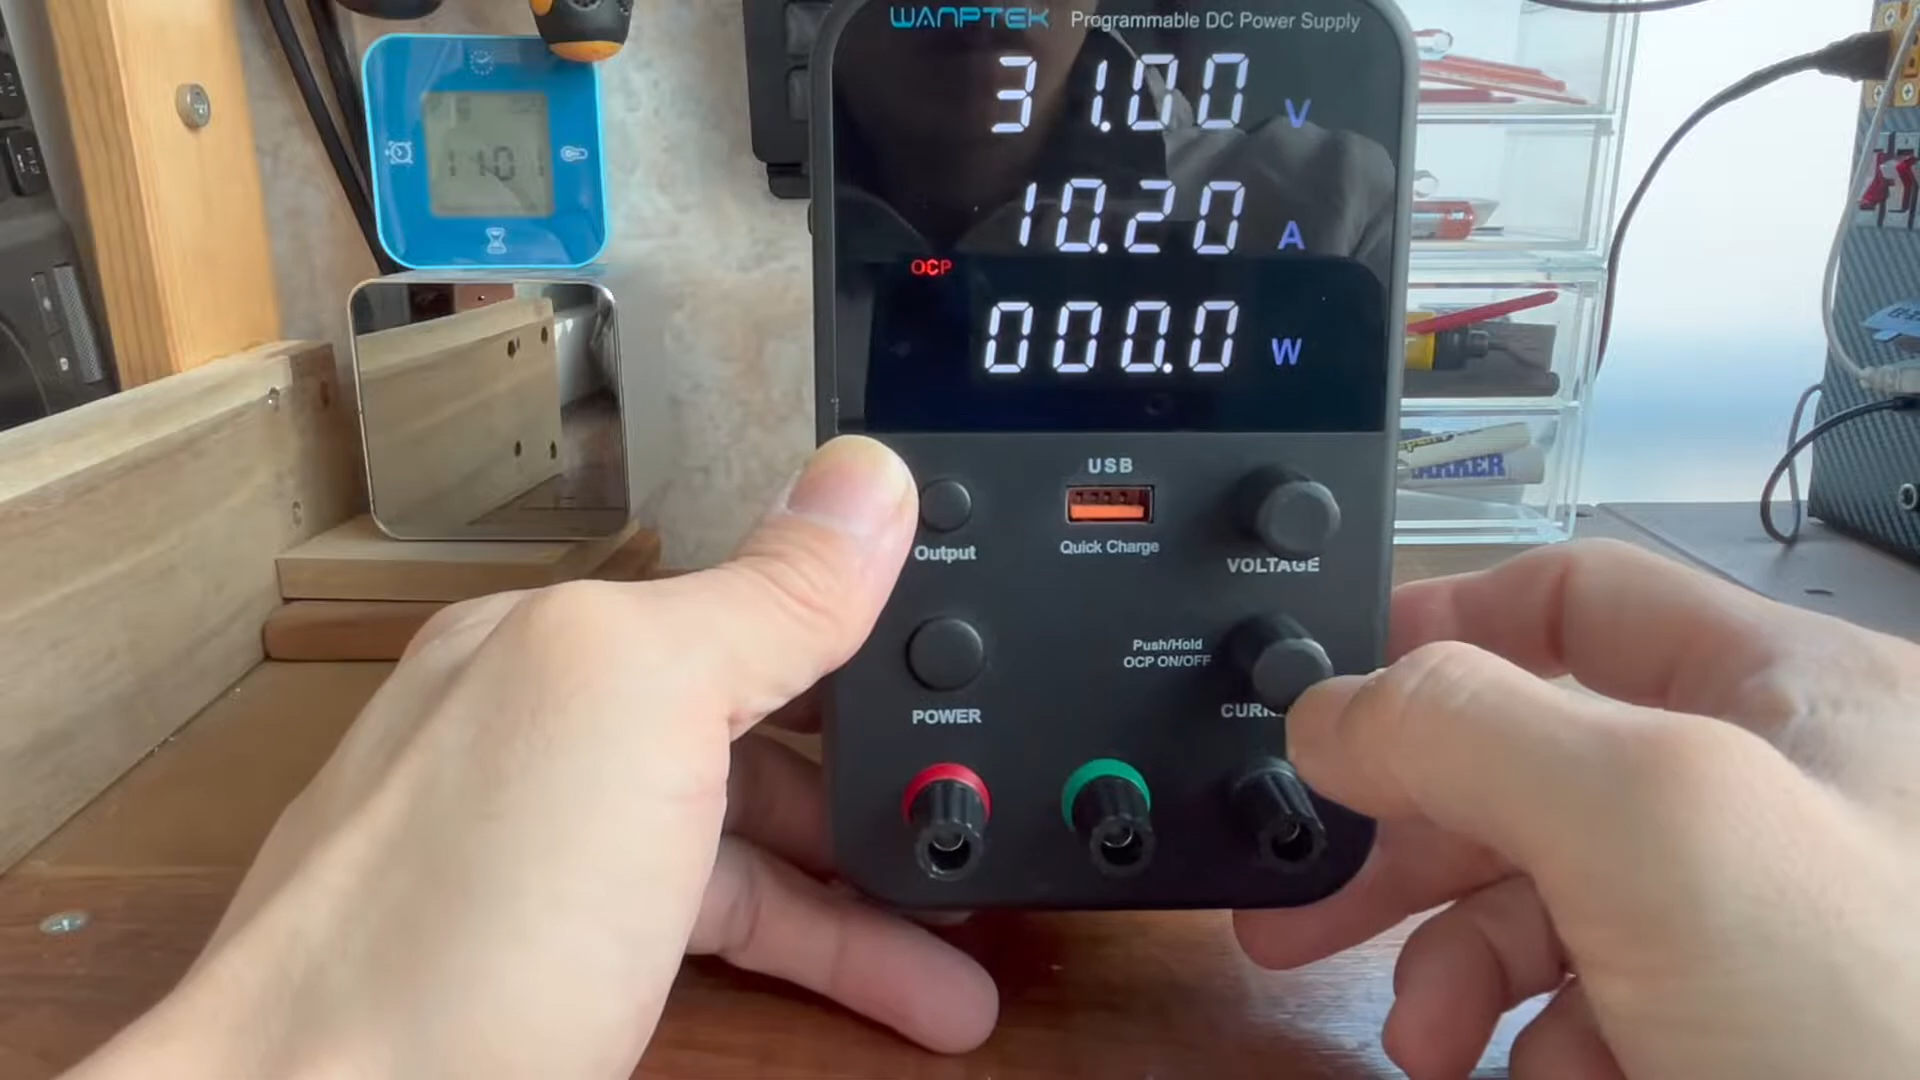 WANPTEK Programmable DC Power Supply
31.00 V
10.20 A
OCP
000.0 W
USB
Quick Charge
Output
VOLTAGE
Push/Hold
OCP ON/OFF
POWER